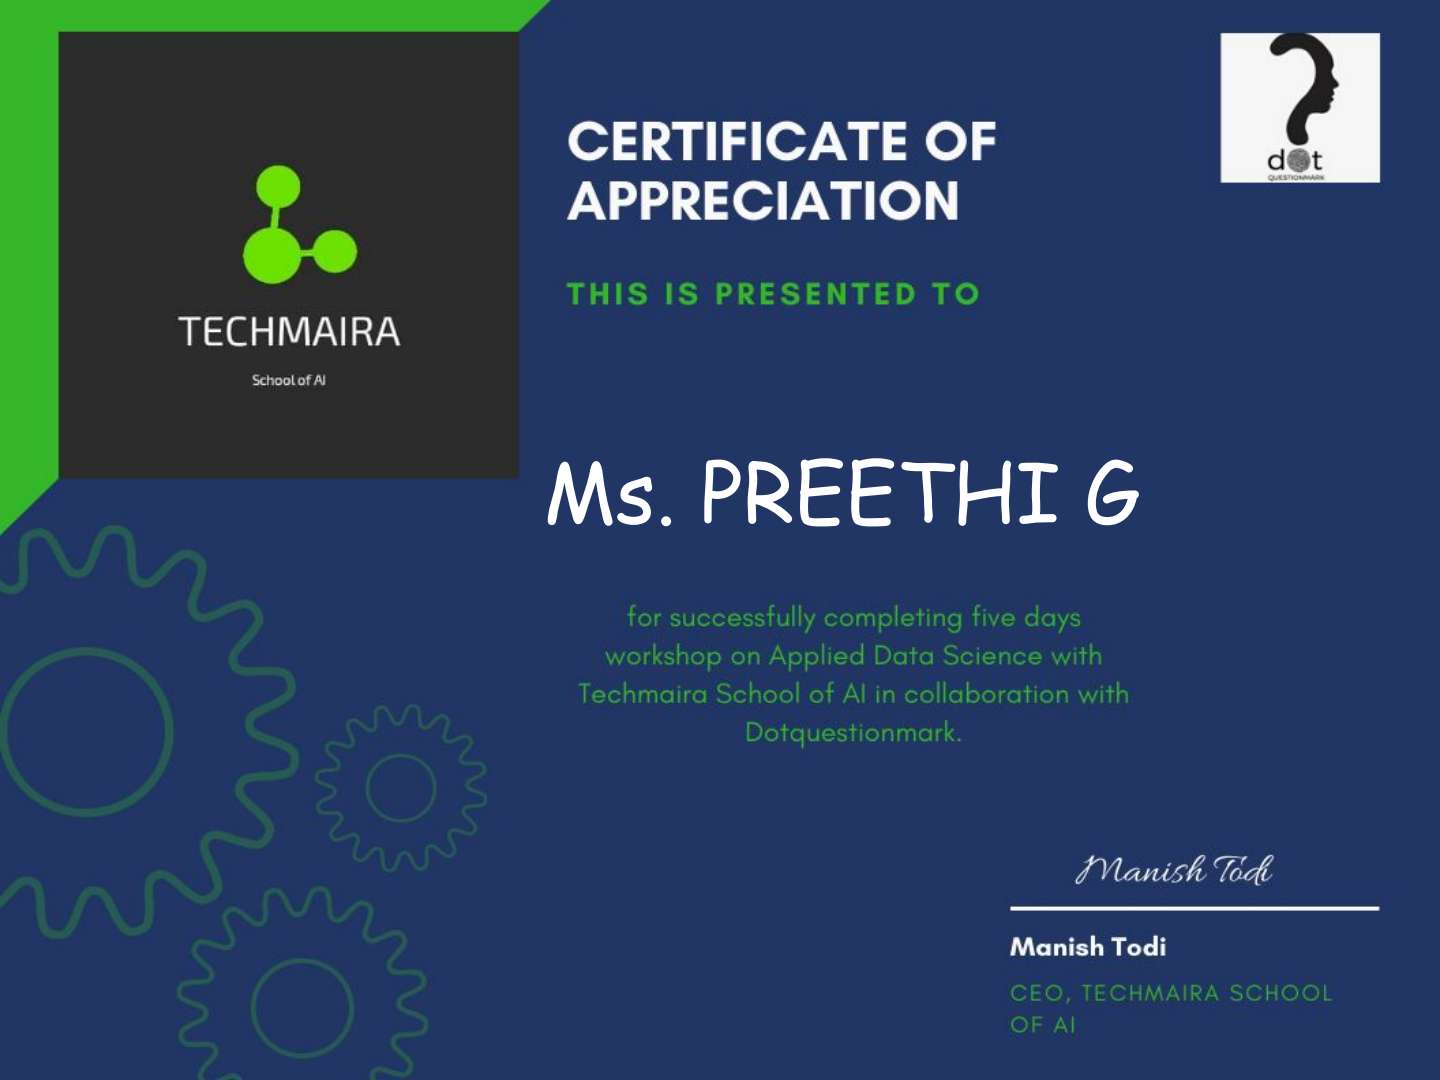 CERTIFICATE OF
APPRECIATION
dot
QUESTIONMARK
THIS IS PRESENTED TO
TECHMAIRA
School of AI
Ms. PREETHI G
for successfully completing five days
workshop on Applied Data Science with
Techmaira School of AI in collaboration with
Dotquestionmark.
Manish Todi
Manish Todi
CEO, TECHMAIRA SCHOOL
OF AI